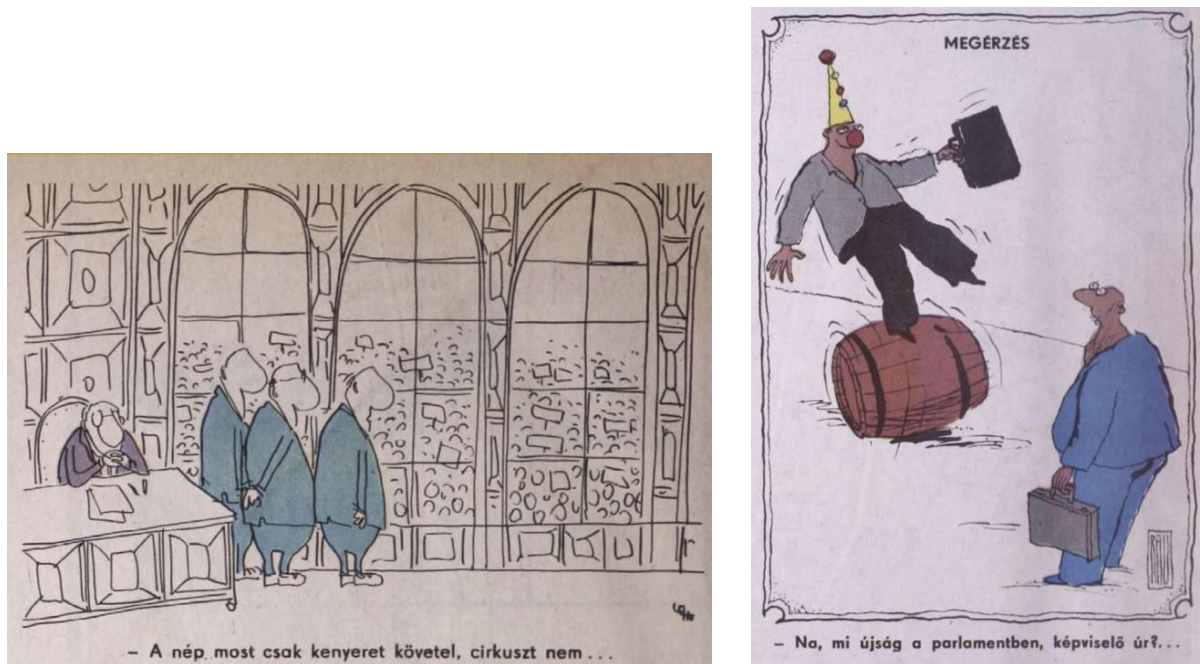 – A nép most csak kenyeret követel, cirkuszt nem...
MEGÉRZÉS
– Na, mi újság a parlamentben, képviselő úr?...